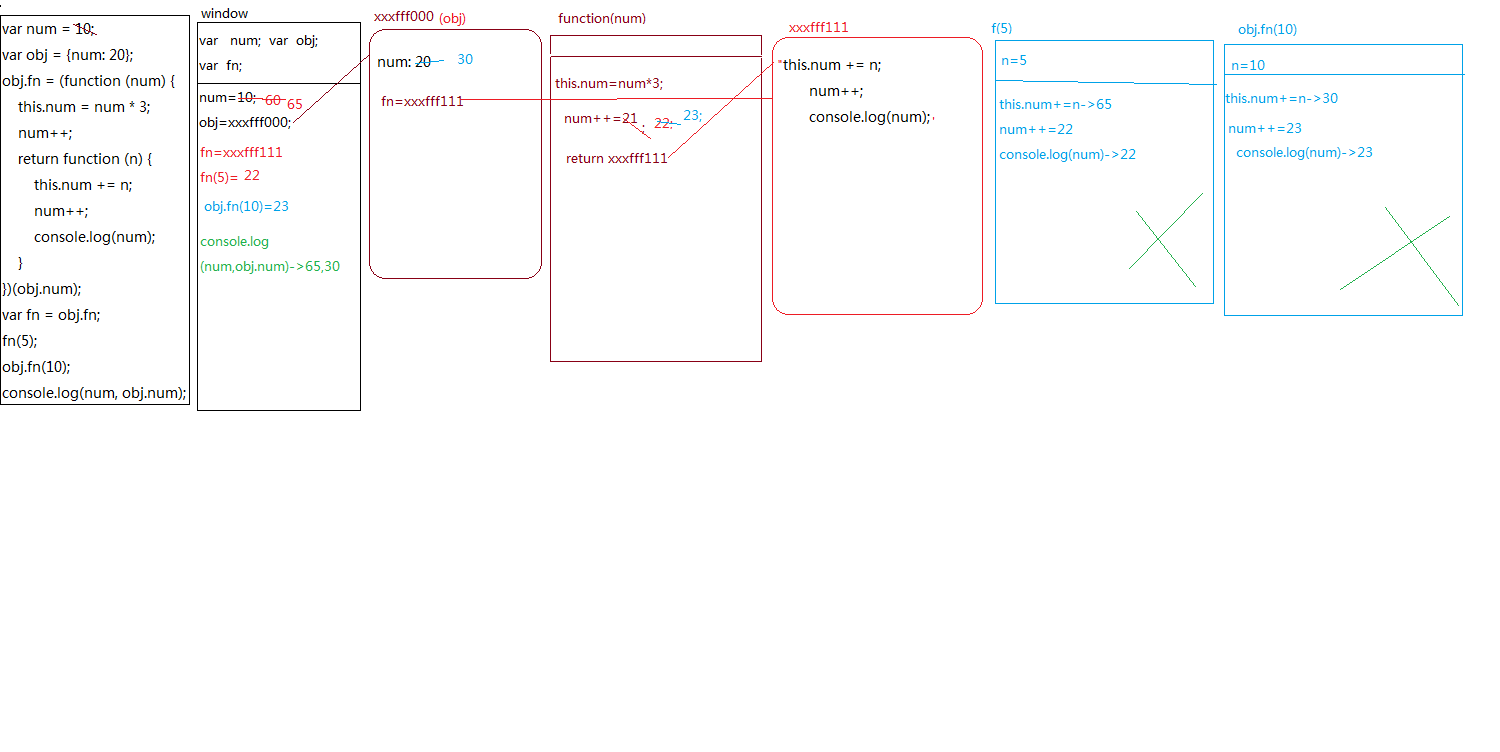 var num = 10;
var obj = {num: 20};
obj.fn = (function (num) {
this.num = num * 3;
num++;
return function (n) {
this.num += n;
num++;
console.log(num);
}
})(obj.num);
var fn = obj.fn;
fn(5);
obj.fn(10);
console.log(num, obj.num);
window
var num; var obj;
var fn;
num=10; 60 65
obj=xxxfff000;
fn=xxxfff111
fn(5)= 22
obj.fn(10)=23
console.log
(num,obj.num)->65,30
xxxfff000 (obj)
num: 20 30
fn=xxxfff111
function(num)
this.num=num*3;
num++=21 ; 22; 23;
return xxxfff111
xxxfff111
"this.num += n;
num++;
console.log(num);
f(5)
n=5
this.num+=n->65
num++=22
console.log(num)->22
obj.fn(10)
n=10
this.num+=n->30
num++=23
console.log(num)->23